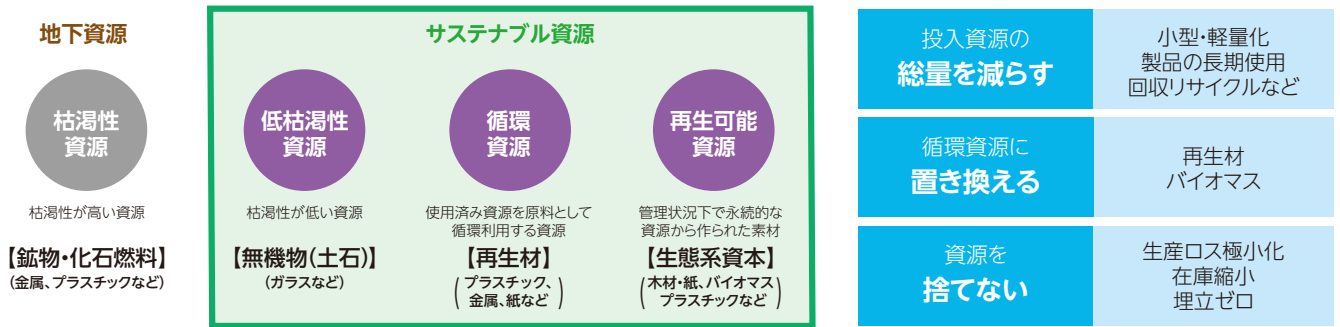 地下資源
枯渇性
資源
枯渇性が高い資源
【鉱物・化石燃料】
(金属、プラスチックなど)
サステナブル資源
低枯渇性
資源
枯渇性が低い資源
【無機物(土石)】
(ガラスなど)
循環
資源
使用済み資源を原料として
循環利用する資源
【再生材】
(プラスチック、
金属、紙など)
再生可能
資源
管理状況下で永続的な
資源から作られた素材
【生態系資本】
(木材・紙、バイオマス
プラスチックなど)
投入資源の
総量を減らす
小型・軽量化
製品の長期使用
回収リサイクルなど
循環資源に
置き換える
再生材
バイオマス
資源を
捨てない
生産ロス極小化
在庫縮小
埋立ゼロ